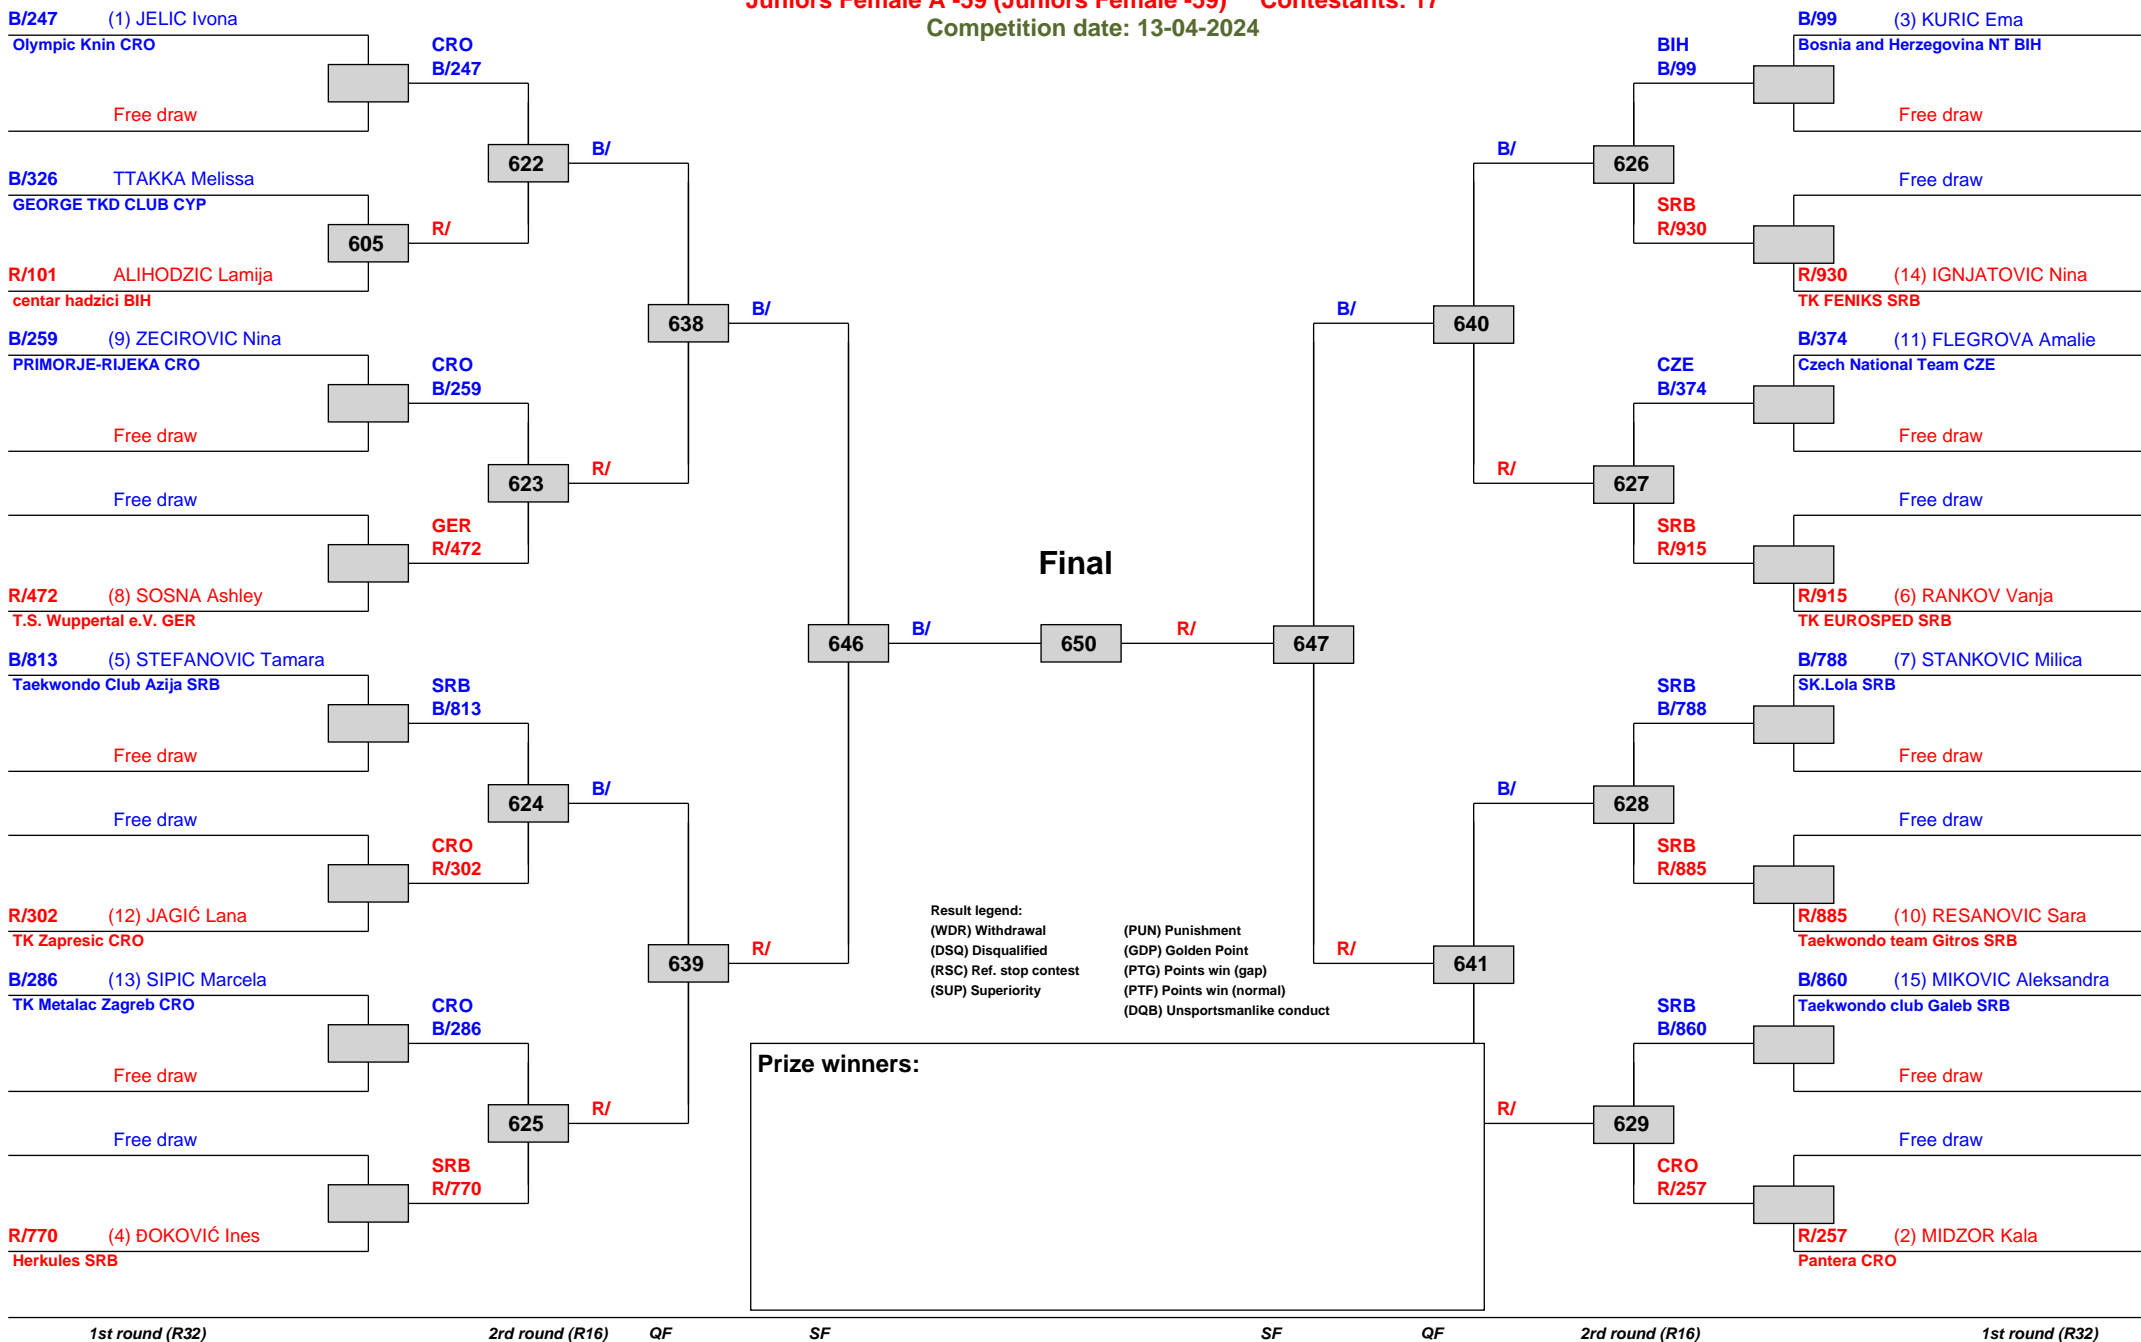 Juniors Female A -59 (Juniors Female -59) Contestants: 17
Competition date: 13-04-2024
B/247 (1) JELIC Ivona
Olympic Knin CRO
CRO
B/247
Free draw
622
B/
B/326 TTAKKA Melissa
GEORGE TKD CLUB CYP
605
R/
R/101 ALIHODZIC Lamija
centar hadzici BIH
638
B/
B/259 (9) ZECIROVIC Nina
PRIMORJE-RIJEKA CRO
CRO
B/259
Free draw
623
R/
Free draw
GER
R/472
R/472 (8) SOSNA Ashley
T.S. Wuppertal e.V. GER
646
B/
B/813 (5) STEFANOVIC Tamara
Taekwondo Club Azija SRB
SRB
B/813
Free draw
624
B/
Free draw
CRO
R/302
R/302 (12) JAGIĆ Lana
TK Zapresic CRO
639
R/
B/286 (13) SIPIC Marcela
TK Metalac Zagreb CRO
CRO
B/286
Free draw
625
R/
Free draw
SRB
R/770
R/770 (4) ĐOKOVIĆ Ines
Herkules SRB
Final
650
R/
647
B/99 (3) KURIC Ema
Bosnia and Herzegovina NT BIH
BIH
B/99
Free draw
B/
626
Free draw
SRB
R/930
R/930 (14) IGNJATOVIC Nina
TK FENIKS SRB
B/
640
B/374 (11) FLEGROVA Amalie
Czech National Team CZE
CZE
B/374
Free draw
R/
627
Free draw
SRB
R/915
R/915 (6) RANKOV Vanja
TK EUROSPED SRB
B/788 (7) STANKOVIC Milica
SK.Lola SRB
SRB
B/788
Free draw
B/
628
Free draw
SRB
R/885
R/885 (10) RESANOVIC Sara
Taekwondo team Gitros SRB
R/
641
B/860 (15) MIKOVIC Aleksandra
Taekwondo club Galeb SRB
SRB
B/860
Free draw
R/
629
Free draw
CRO
R/257
R/257 (2) MIDZOR Kala
Pantera CRO
Result legend:
(WDR) Withdrawal (PUN) Punishment
(DSQ) Disqualified (GDP) Golden Point
(RSC) Ref. stop contest (PTG) Points win (gap)
(SUP) Superiority (PTF) Points win (normal)
(DQB) Unsportsmanlike conduct
Prize winners:
1st round (R32) 2rd round (R16) QF SF SF QF 2rd round (R16) 1st round (R32)